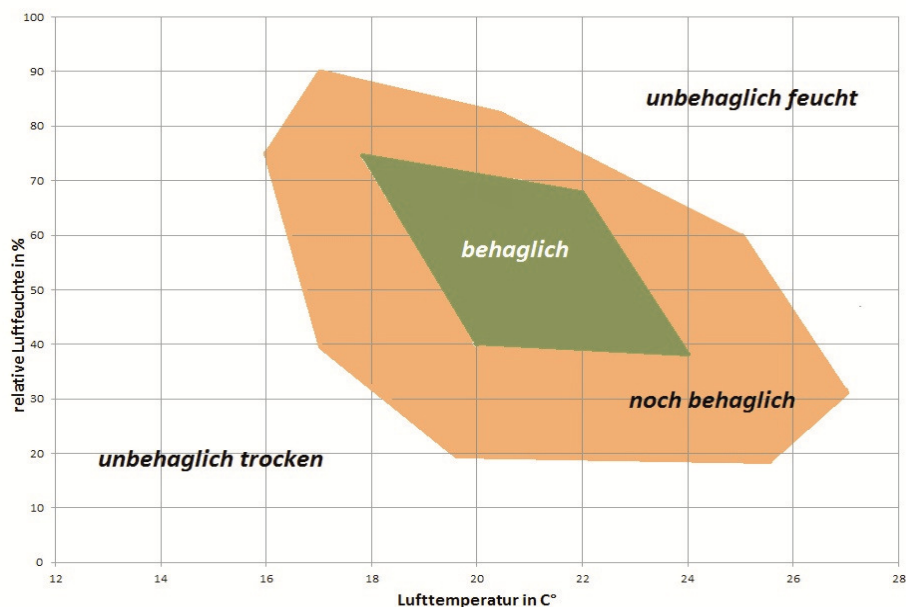 100
90
80
70
60
50
40
30
20
10
0
relative Luftfeuchte in %
unbehaglich feucht
behaglich
noch behaglich
unbehaglich trocken
12 14 16 18 20 22 24 26 28
Lufttemperatur in C°